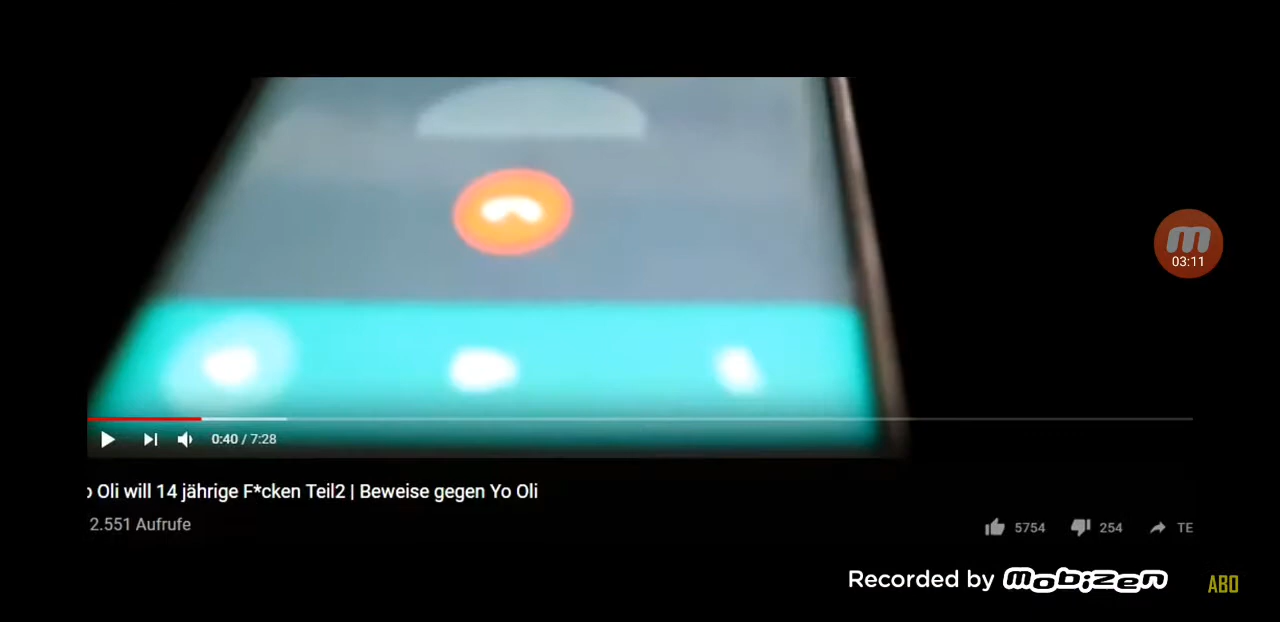 03:11
0:40 / 7:28
Oli will 14 jährige F*cken Teil2 | Beweise gegen Yo Oli
2.551 Aufrufe
5754 254 TE
Recorded by mobizen
ABO